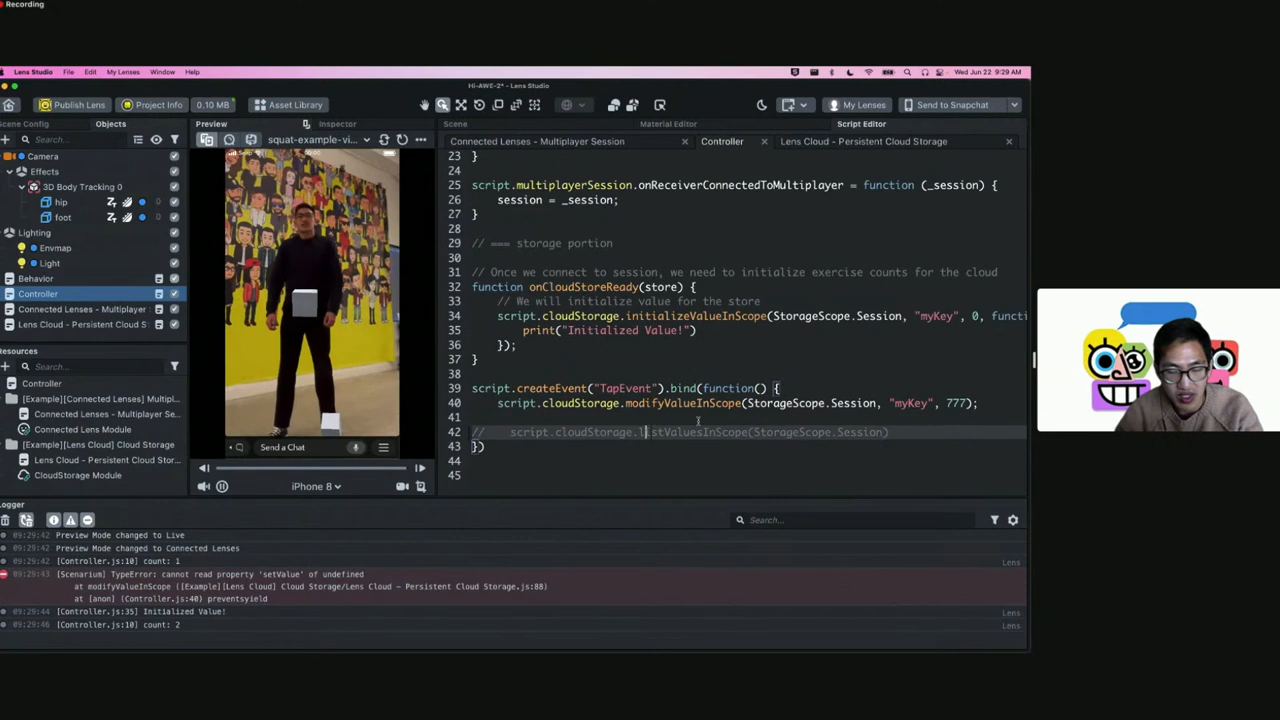 Recording
Lens Studio File Edit My Lenses Window Help
Wed Jun 22 9:29 AM
Hi-AWE-2* - Lens Studio
Publish Lens Project Info 0.10 MB Asset Library
My Lenses Send to Snapchat
Scene Config Objects Preview Inspector Scene Material Editor Script Editor
Search...
squat-example-vi...
Connected Lenses - Multiplayer Session Controller Lens Cloud - Persistent Cloud Storage
Camera
Effects
3D Body Tracking 0
hip 0
foot 0
Lighting
Envmap
Light
Behavior
Controller
Connected Lenses - Multiplayer
Lens Cloud - Persistent Cloud S
Resources
Search...
Controller
[Example][Connected Lenses] Multipl...
Connected Lenses - Multiplayer Se...
Connected Lens Module
[Example][Lens Cloud] Cloud Storage
Lens Cloud - Persistent Cloud Stor...
CloudStorage Module
Send a Chat
iPhone 8
23 }
24
25 script.multiplayerSession.onReceiverConnectedToMultiplayer = function (_session) {
26 session = _session;
27 }
28
29 // === storage portion
30
31 // Once we connect to session, we need to initialize exercise counts for the cloud
32 function onCloudStoreReady(store) {
33 // We will initialize value for the store
34 script.cloudStorage.initializeValueInScope(StorageScope.Session, "myKey", 0, functi
35 print("Initialized Value!")
36 });
37 }
38
39 script.createEvent("TapEvent").bind(function() {
40 script.cloudStorage.modifyValueInScope(StorageScope.Session, "myKey", 777);
41
42 // script.cloudStorage.listValuesInScope(StorageScope.Session)
43 })
44
45
Logger
Search...
09:29:42 Preview Mode changed to Live
09:29:42 Preview Mode changed to Connected Lenses
09:29:42 [Controller.js:10] count: 1 Lens
09:29:43 [Scenarium] TypeError: cannot read property 'setValue' of undefined
at modifyValueInScope ([Example][Lens Cloud] Cloud Storage/Lens Cloud - Persistent Cloud Storage.js:88)
at [anon] (Controller.js:40) preventsyield
09:29:44 [Controller.js:35] Initialized Value! Lens
09:29:46 [Controller.js:10] count: 2 Lens